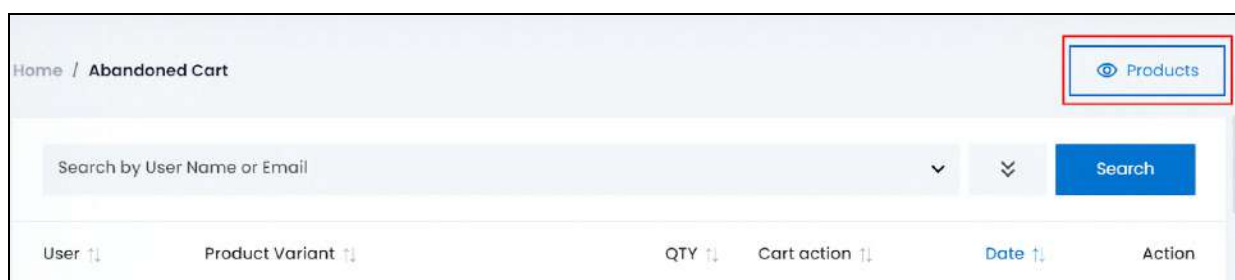 Home / Abandoned Cart
Products
Search by User Name or Email
Search
User Product Variant QTY Cart action Date Action